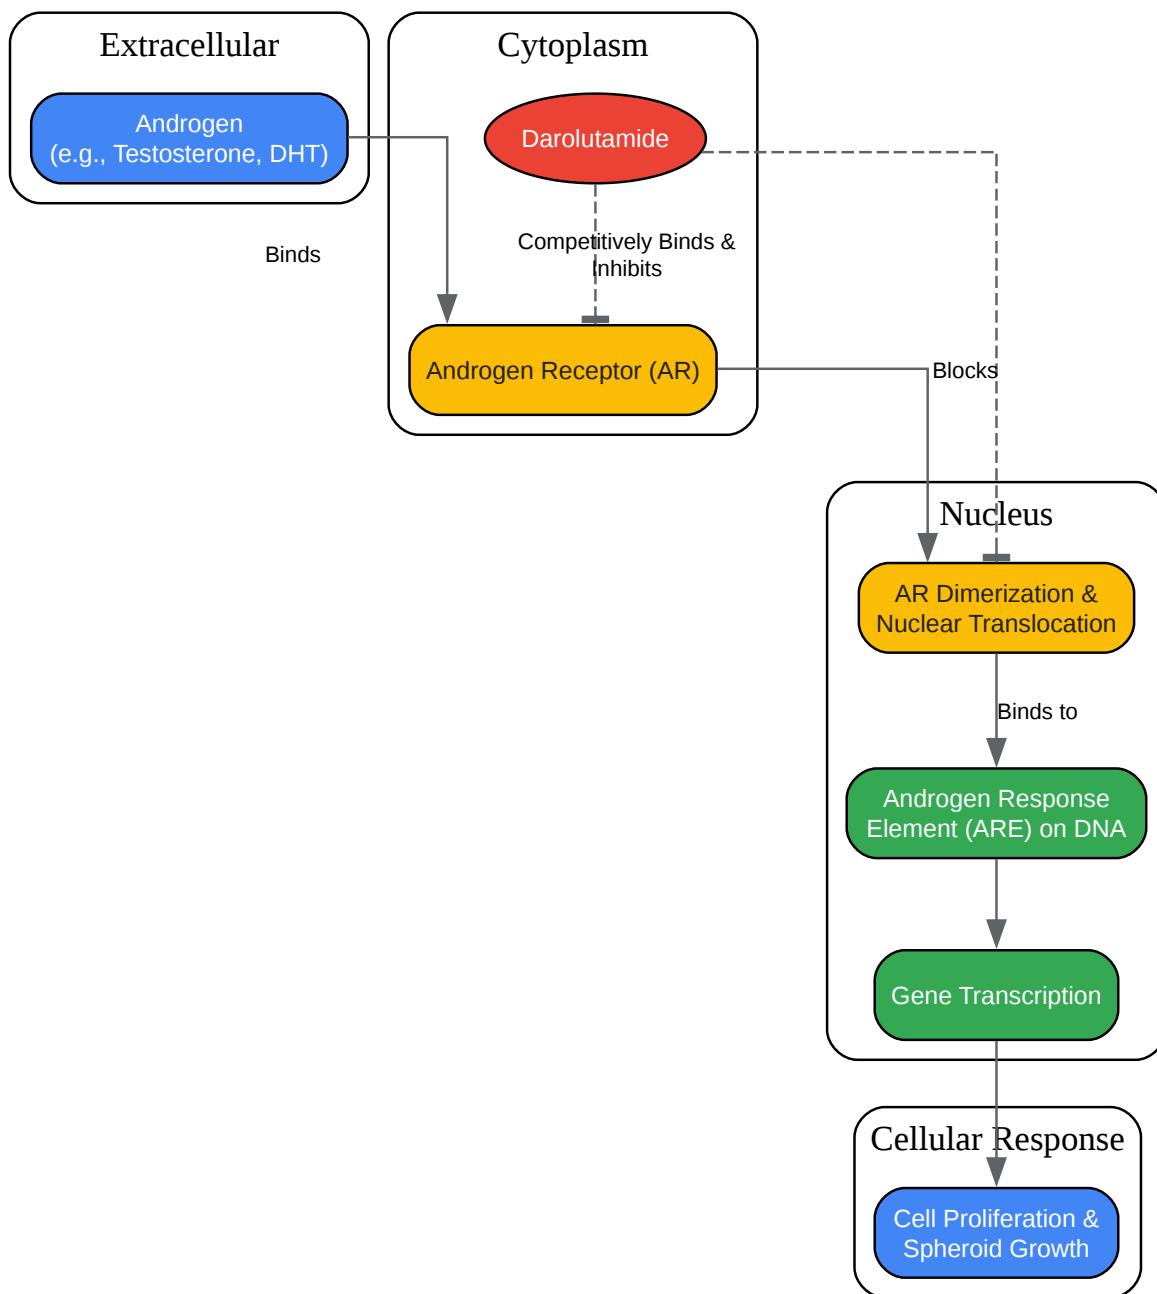 Extracellular
Cytoplasm
Androgen
(e.g., Testosterone, DHT)
Darolutamide
Binds
Competitively Binds &
Inhibits
Androgen Receptor (AR)
Blocks
Nucleus
AR Dimerization &
Nuclear Translocation
Binds to
Androgen Response
Element (ARE) on DNA
Gene Transcription
Cellular Response
Cell Proliferation &
Spheroid Growth